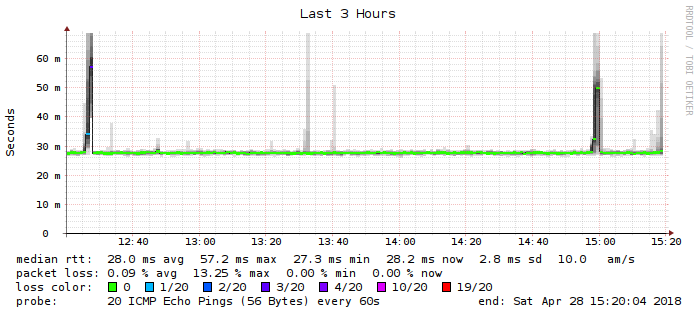 Last 3 Hours
RRDTOOL / TOBI OETIKER
Seconds
60 m
50 m
40 m
30 m
20 m
10 m
0
12:40 13:00 13:20 13:40 14:00 14:20 14:40 15:00 15:20
median rtt: 28.0 ms avg 57.2 ms max 27.3 ms min 28.2 ms now 2.8 ms sd 10.0 am/s
packet loss: 0.09 % avg 13.25 % max 0.00 % min 0.00 % now
loss color: 0 1/20 2/20 3/20 4/20 10/20 19/20
probe: 20 ICMP Echo Pings (56 Bytes) every 60s end: Sat Apr 28 15:20:04 2018